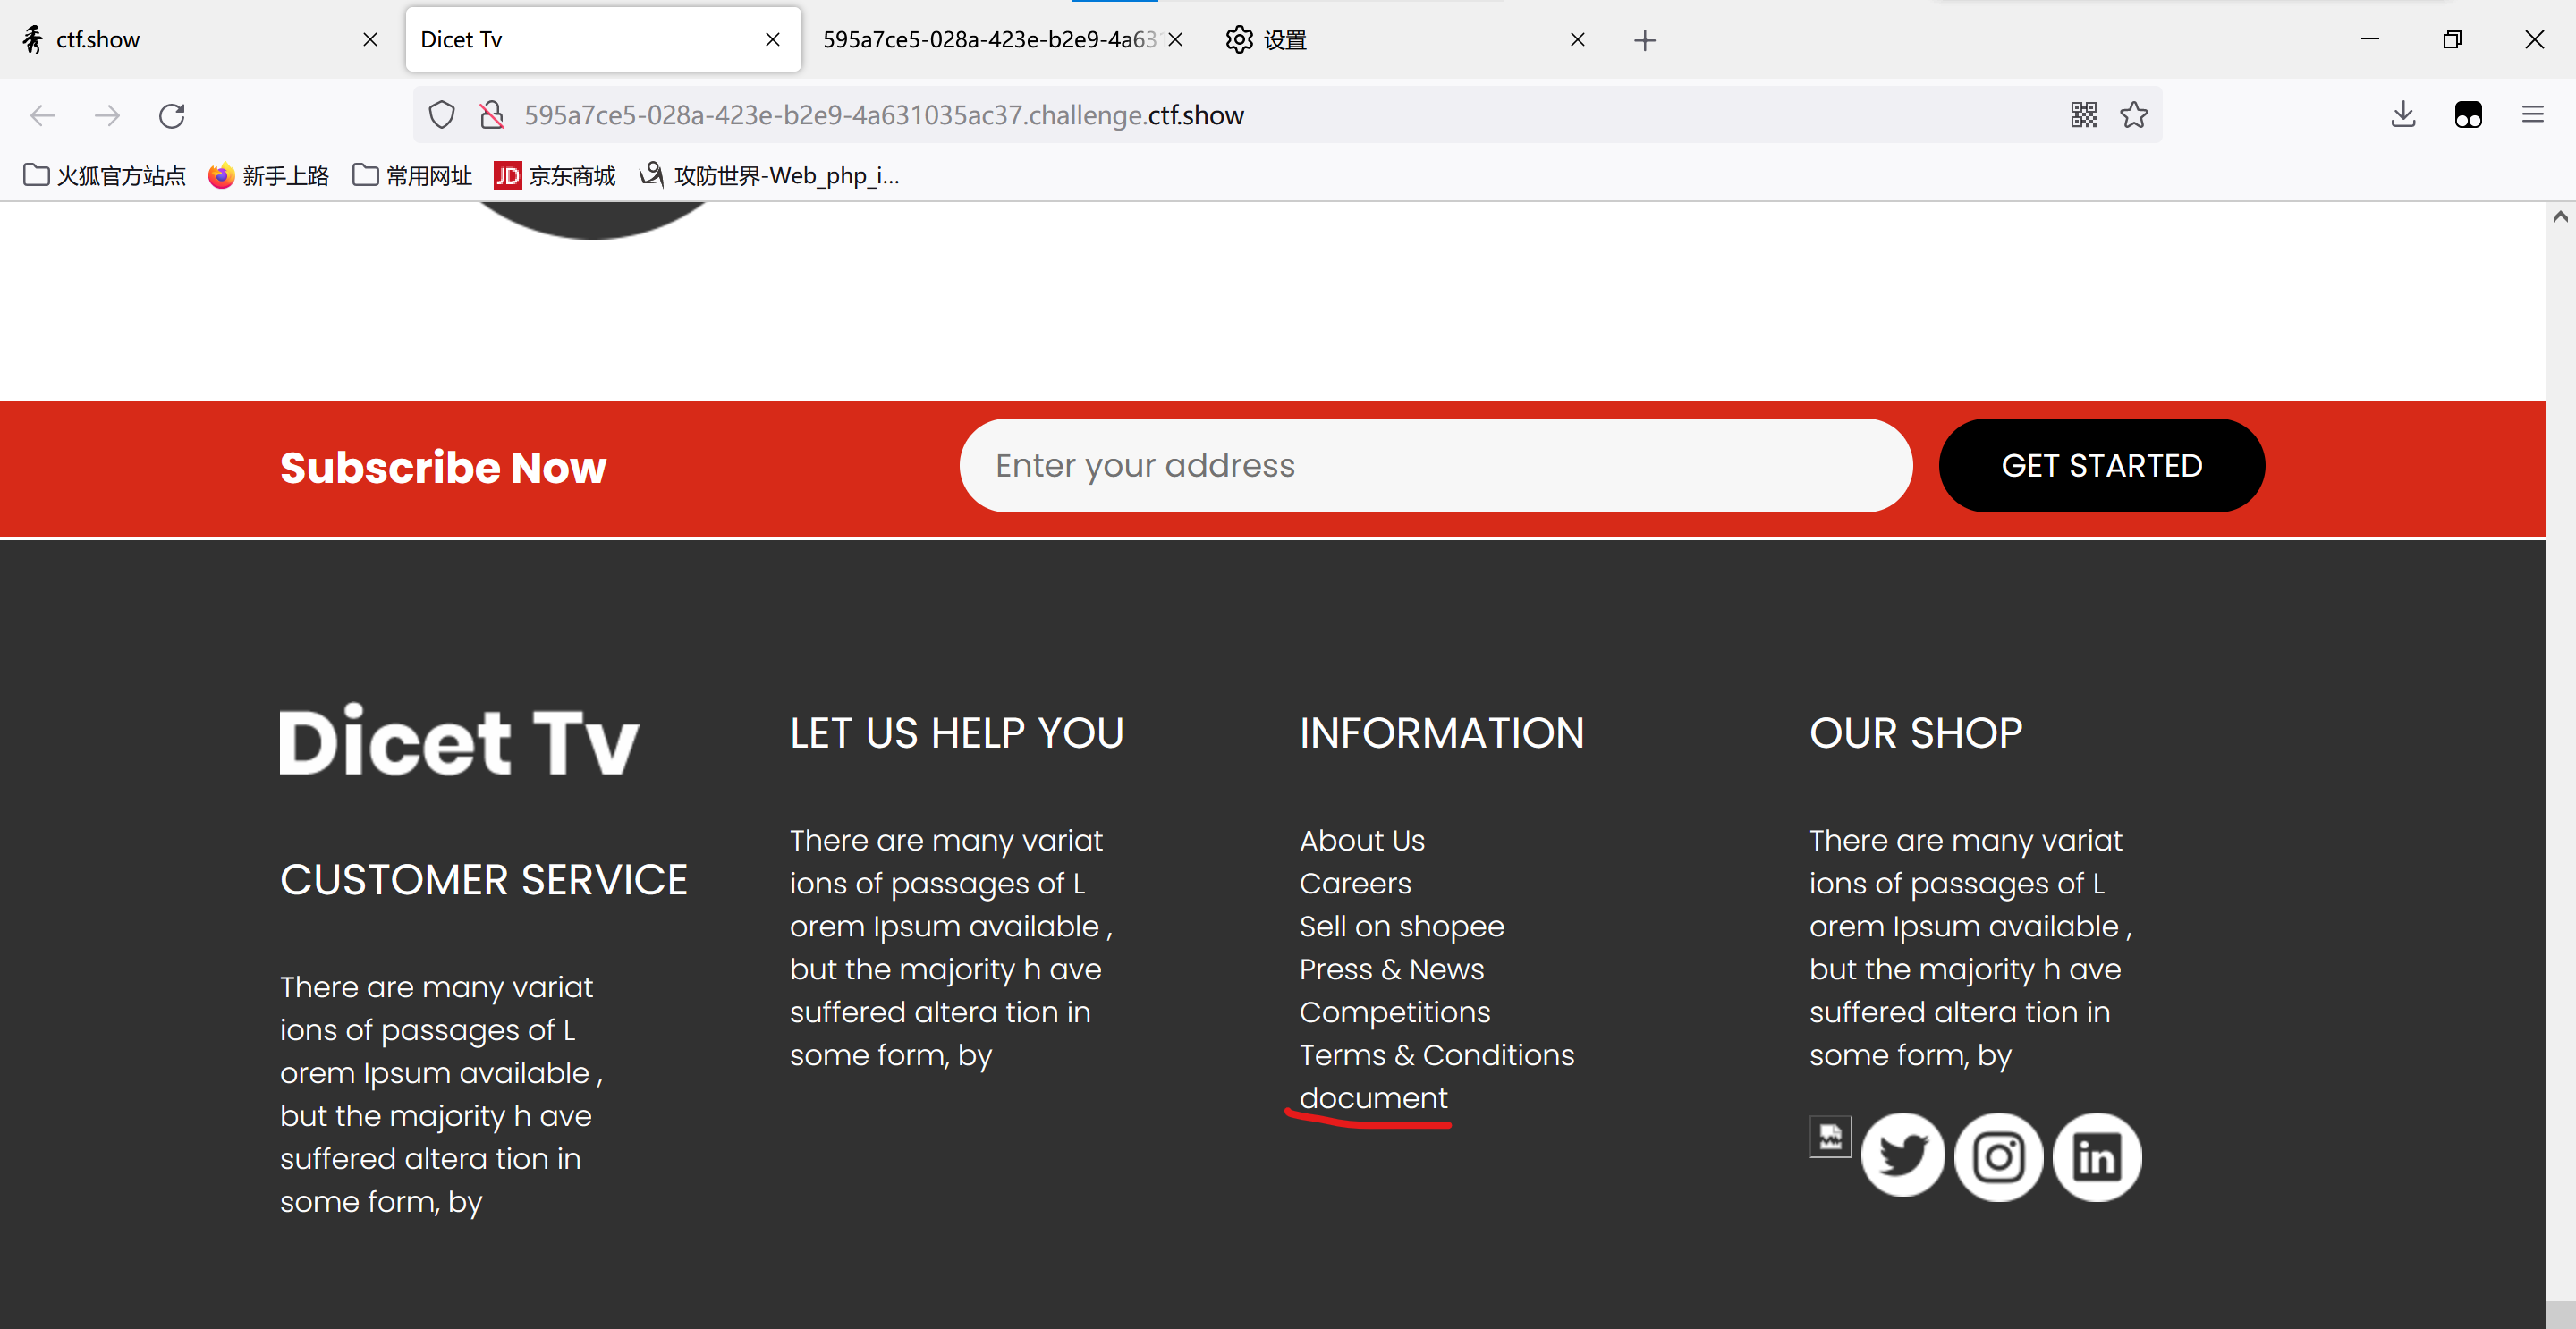 ctf.show
Dicet Tv
595a7ce5-028a-423e-b2e9-4a631
设置
595a7ce5-028a-423e-b2e9-4a631035ac37.challenge.ctf.show
火狐官方站点
新手上路
常用网址
JD 京东商城
攻防世界-Web_php_i...
Subscribe Now
Enter your address
GET STARTED
Dicet Tv
CUSTOMER SERVICE
There are many variat
ions of passages of L
orem Ipsum available ,
but the majority h ave
suffered altera tion in
some form, by
LET US HELP YOU
There are many variat
ions of passages of L
orem Ipsum available ,
but the majority h ave
suffered altera tion in
some form, by
INFORMATION
About Us
Careers
Sell on shopee
Press & News
Competitions
Terms & Conditions
document
OUR SHOP
There are many variat
ions of passages of L
orem Ipsum available ,
but the majority h ave
suffered altera tion in
some form, by
in